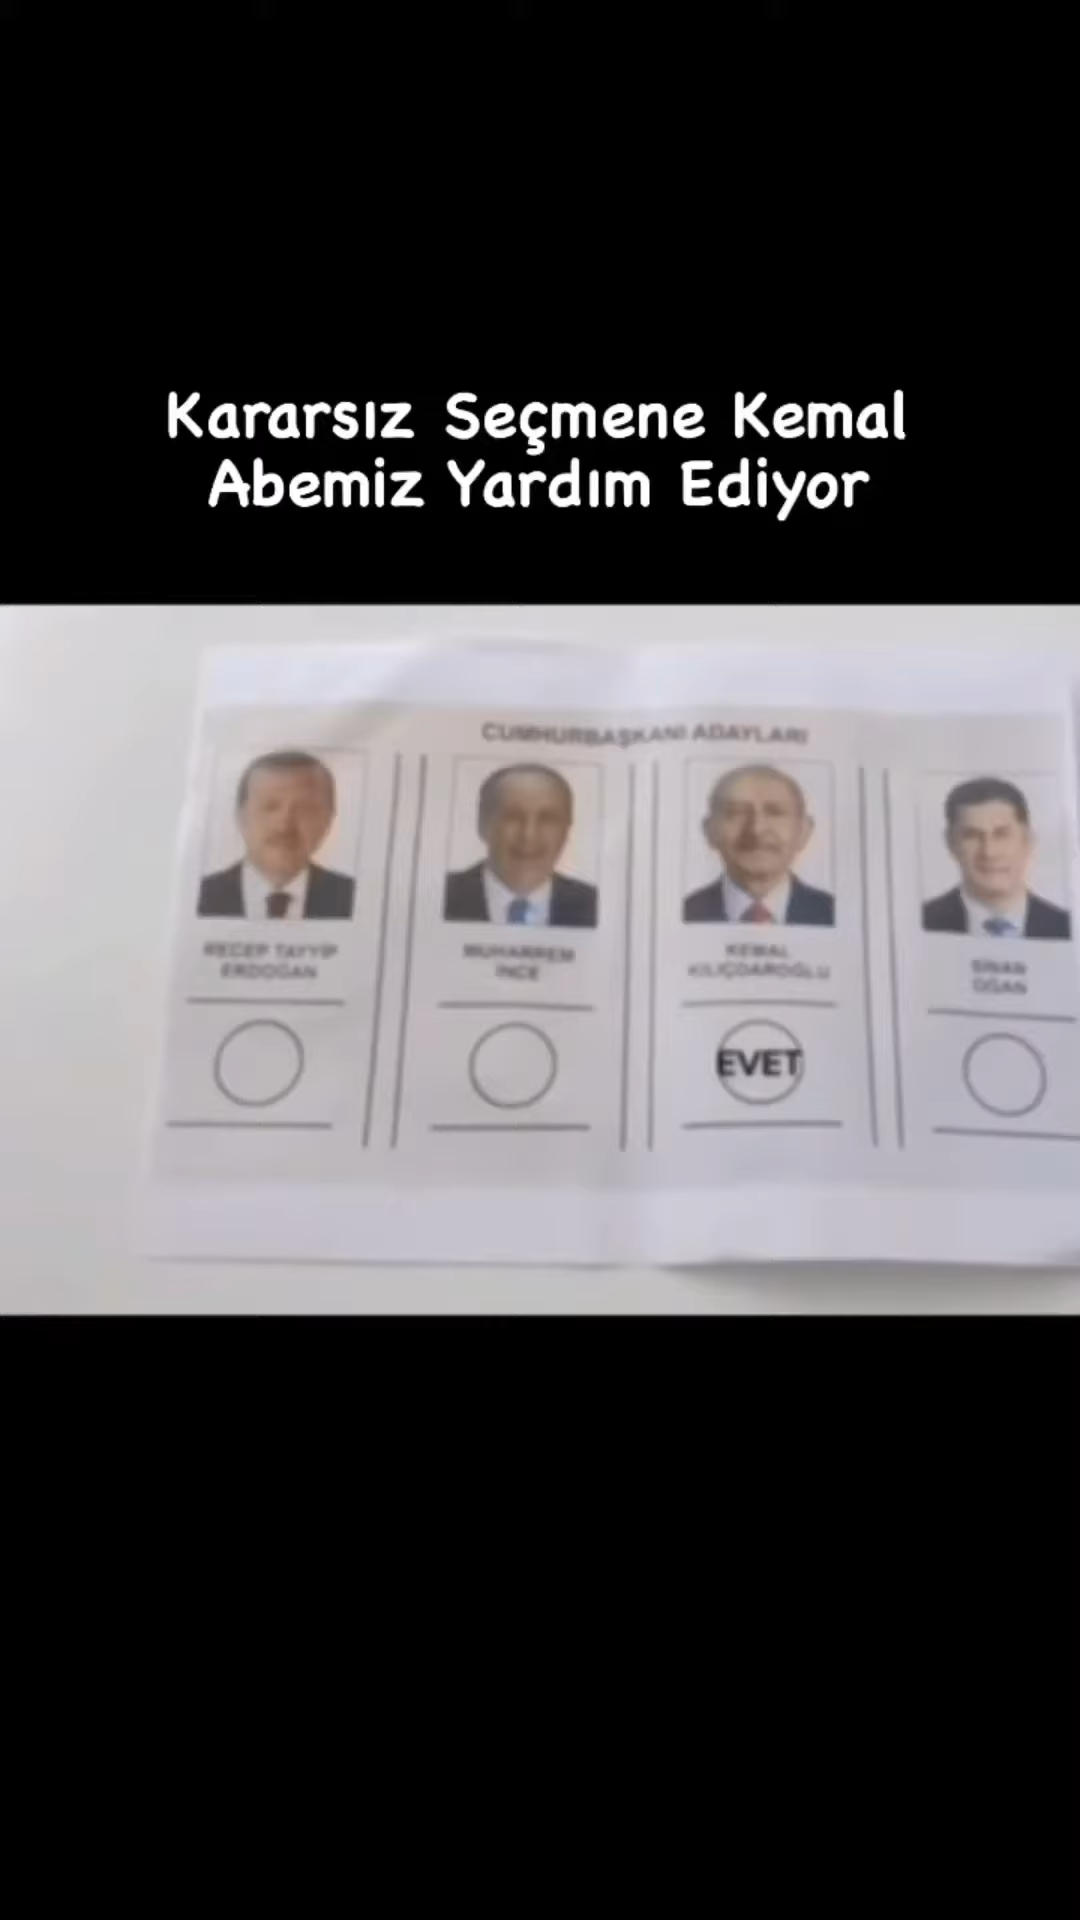 Kararsız Seçmene Kemal
Abemiz Yardım Ediyor
CUMHURBAŞKANI ADAYLARI
RECEP TAYYİP
ERDOĞAN
MUHARREM
İNCE
KEMAL
KILIÇDAROĞLU
SİNAN
OĞAN
EVET